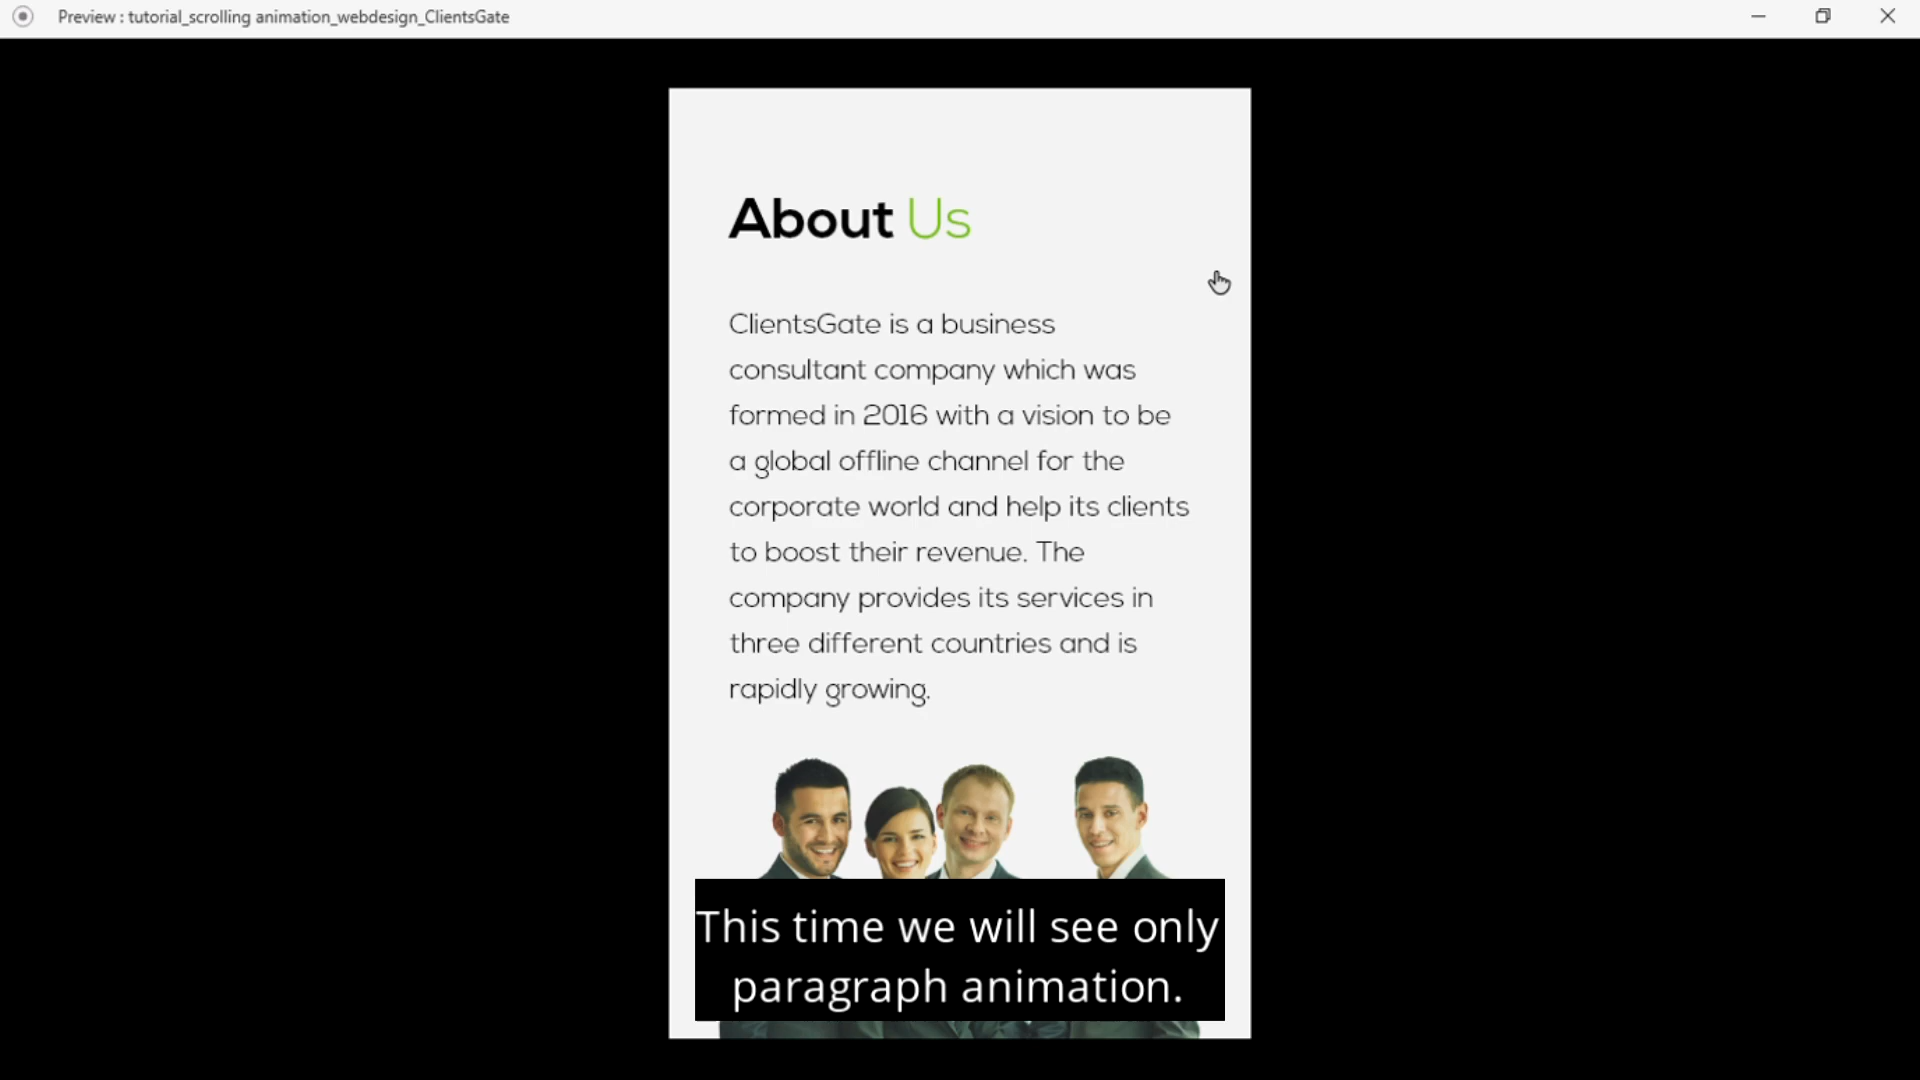 Preview : tutorial_scrolling animation_webdesign_ClientsGate
About Us
ClientsGate is a business
consultant company which was
formed in 2016 with a vision to be
a global offline channel for the
corporate world and help its clients
to boost their revenue. The
company provides its services in
three different countries and is
rapidly growing.
This time we will see only
paragraph animation.